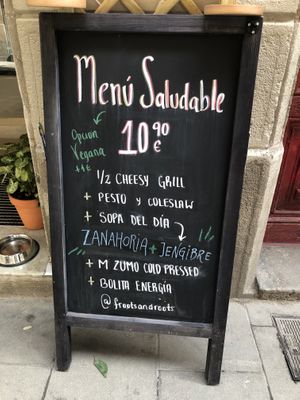 Menú Saludable
Opcion
Vegana
10,90
€
1/2 CHEESY GRILL
+ PESTO Y COLESLAW
+ SOPA DEL DÍA
ZANAHORIA + JENGIBRE
+ M ZUMO COLD PRESSED
+ BOLITA ENERGÍA
@frootsandroots